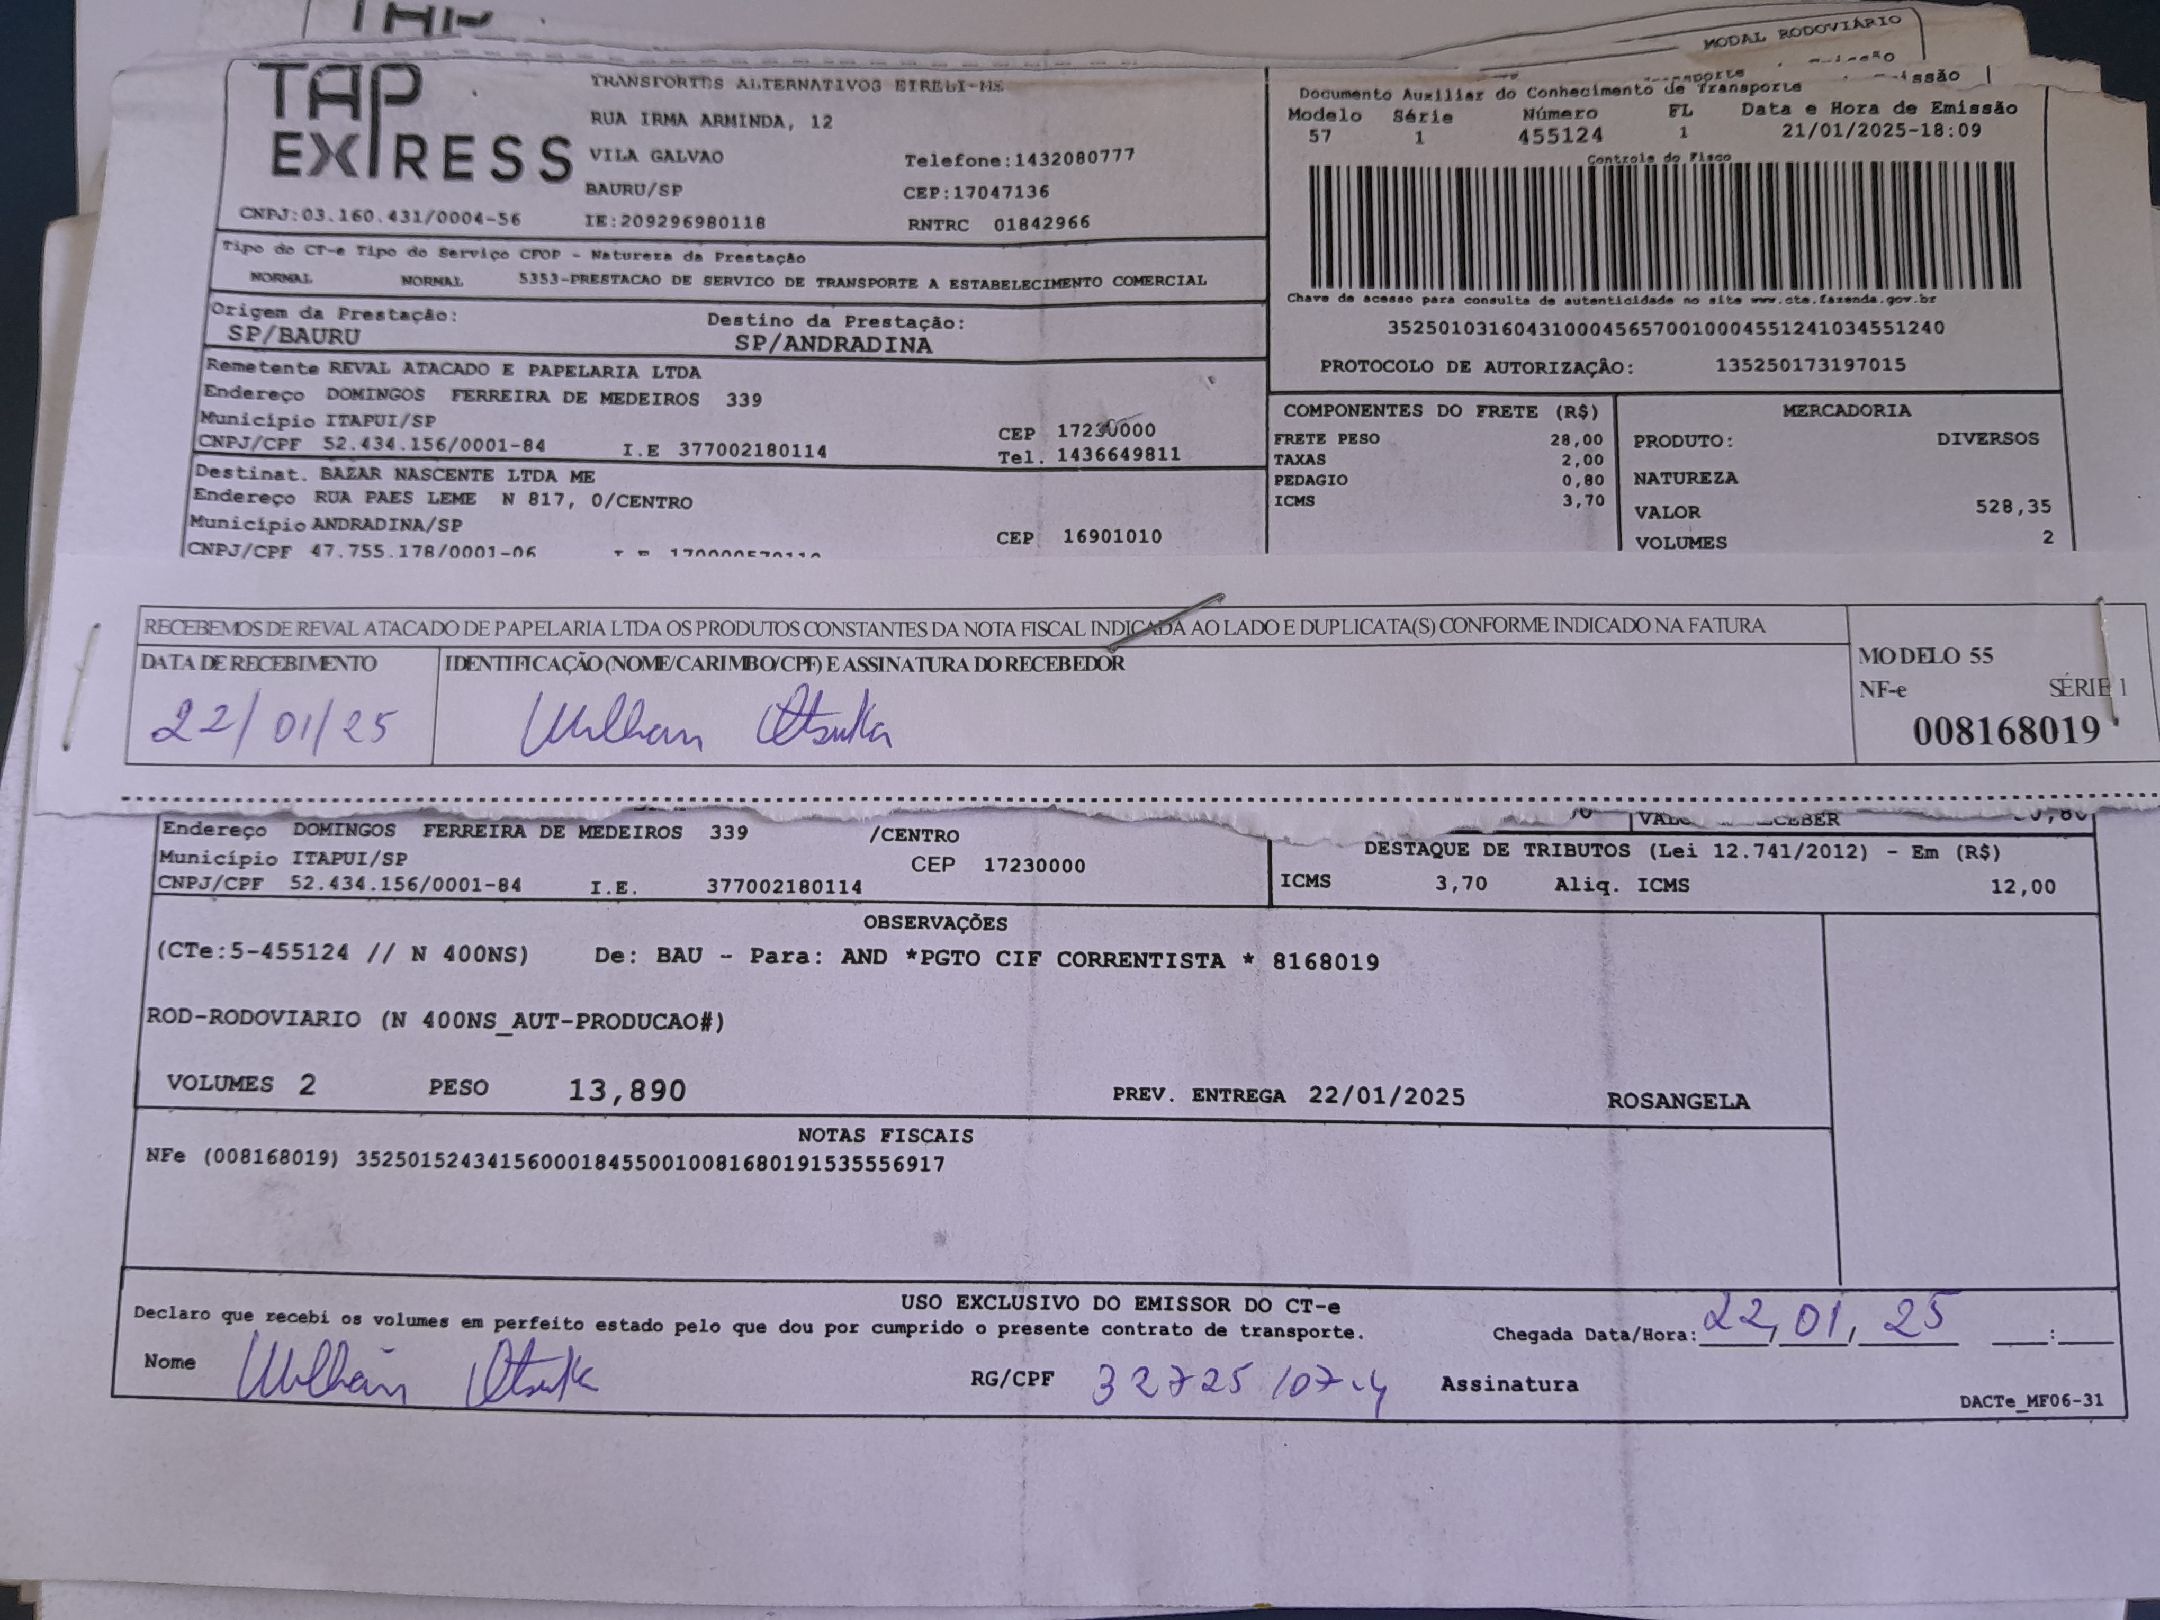 MODAL RODOVIÁRIO
TAP EXPRESS
TRANSPORTES ALTERNATIVOS EIRELI-ME
RUA IRMA ARMINDA, 12
VILA GALVAO Telefone:1432080777
BAURU/SP CEP:17047136
CNPJ:03.160.431/0004-56 IE:209296980118 RNTRC 01842966
Documento Auxiliar do Conhecimento de Transporte
Modelo Série Número FL Data e Hora de Emissão
57 1 455124 1 21/01/2025-18:09
Controle do Fisco
Chave de acesso para consulta de autenticidade no site www.cte.fazenda.gov.br
35250103160431000456570010004551241034551240
PROTOCOLO DE AUTORIZAÇÃO: 135250173197015
Tipo do CT-e Tipo do Serviço CFOP - Natureza da Prestação
NORMAL NORMAL 5353-PRESTACAO DE SERVICO DE TRANSPORTE A ESTABELECIMENTO COMERCIAL
Origem da Prestação: Destino da Prestação:
SP/BAURU SP/ANDRADINA
Remetente REVAL ATACADO E PAPELARIA LTDA
Endereço DOMINGOS FERREIRA DE MEDEIROS 339
Município ITAPUI/SP CEP 17230000
CNPJ/CPF 52.434.156/0001-84 I.E 377002180114 Tel. 1436649811
Destinat. BAZAR NASCENTE LTDA ME
Endereço RUA PAES LEME N 817, 0/CENTRO
Município ANDRADINA/SP CEP 16901010
CNPJ/CPF 47.755.178/0001-06
COMPONENTES DO FRETE (R$)
FRETE PESO 28,00
TAXAS 2,00
PEDAGIO 0,80
ICMS 3,70
MERCADORIA
PRODUTO: DIVERSOS
NATUREZA
VALOR 528,35
VOLUMES 2
RECEBEMOS DE REVAL ATACADO DE PAPELARIA LTDA OS PRODUTOS CONSTANTES DA NOTA FISCAL INDICADA AO LADO E DUPLICATA(S) CONFORME INDICADO NA FATURA
DATA DE RECEBIMENTO IDENTIFICAÇÃO (NOME/CARIMBO/CPF) E ASSINATURA DO RECEBEDOR
22/01/25 Willian Otsuka
MODELO 55
NF-e SÉRIE 1
008168019
Endereço DOMINGOS FERREIRA DE MEDEIROS 339 /CENTRO
Município ITAPUI/SP CEP 17230000
CNPJ/CPF 52.434.156/0001-84 I.E. 377002180114
DESTAQUE DE TRIBUTOS (Lei 12.741/2012) - Em (R$)
ICMS 3,70 Aliq. ICMS 12,00
OBSERVAÇÕES
(CTe:5-455124 // N 400NS) De: BAU - Para: AND *PGTO CIF CORRENTISTA * 8168019
ROD-RODOVIARIO (N 400NS_AUT-PRODUCAO#)
VOLUMES 2 PESO 13,890 PREV. ENTREGA 22/01/2025 ROSANGELA
NOTAS FISCAIS
NFe (008168019) 35250152434156000184550010081680191535556917
USO EXCLUSIVO DO EMISSOR DO CT-e
Declaro que recebi os volumes em perfeito estado pelo que dou por cumprido o presente contrato de transporte.
Chegada Data/Hora: 22, 01, 25 :
Nome Willian Otsuka RG/CPF 32725107-4 Assinatura
DACTe_MF06-31